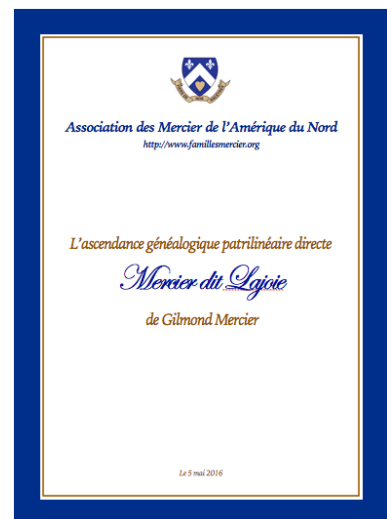 Association des Mercier de l'Amérique du Nord
http://www.famillesmercier.org
L'ascendance généalogique patrilinéaire directe
Mercier dit Lajoie
de Gilmond Mercier
Le 5 mai 2016